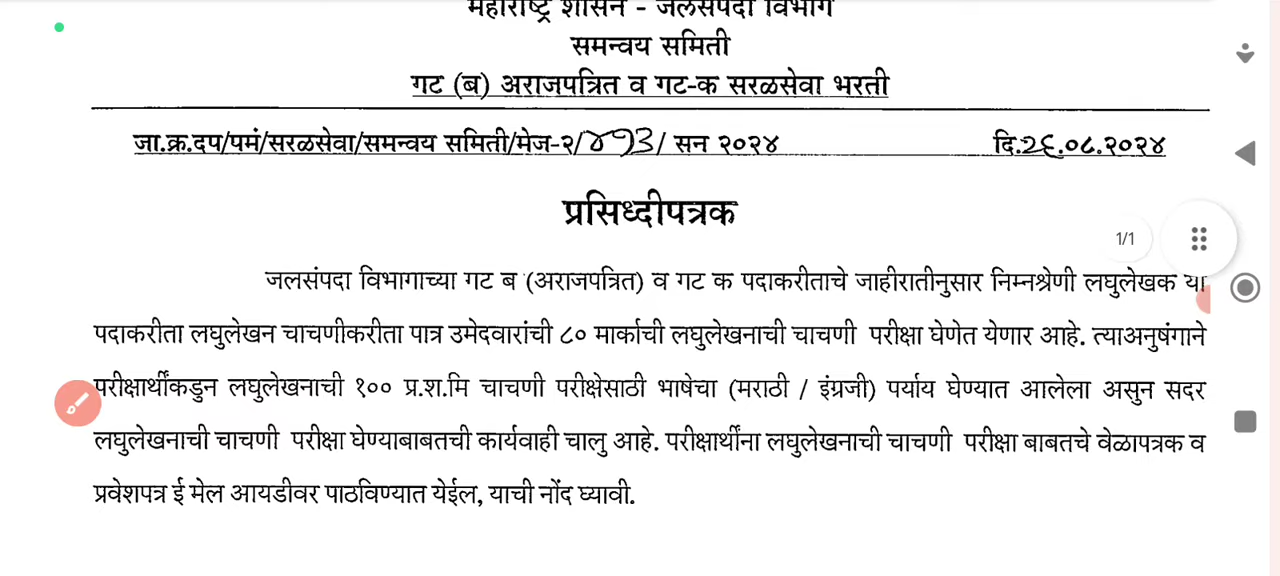 महाराष्ट्र शासन - जलसंपदा विभाग
समन्वय समिती
गट (ब) अराजपत्रित व गट-क सरळसेवा भरती
जा.क्र.दप/पमं/सरळसेवा/समन्वय समिती/मेज-२/४१३/ सन २०२४ दि.२६.०८.२०२४
प्रसिध्दीपत्रक
1/1
जलसंपदा विभागाच्या गट ब (अराजपत्रित) व गट क पदाकरीताचे जाहीरातीनुसार निम्नश्रेणी लघुलेखक या
पदाकरीता लघुलेखन चाचणीकरीता पात्र उमेदवारांची ८० मार्काची लघुलेखनाची चाचणी परीक्षा घेणेत येणार आहे. त्याअनुषंगाने
परीक्षार्थीकडुन लघुलेखनाची १०० प्र.श.मि चाचणी परीक्षेसाठी भाषेचा (मराठी / इंग्रजी) पर्याय घेण्यात आलेला असुन सदर
लघुलेखनाची चाचणी परीक्षा घेण्याबाबतची कार्यवाही चालु आहे. परीक्षार्थींना लघुलेखनाची चाचणी परीक्षा बाबतचे वेळापत्रक व
प्रवेशपत्र ई मेल आयडीवर पाठविण्यात येईल, याची नोंद घ्यावी.